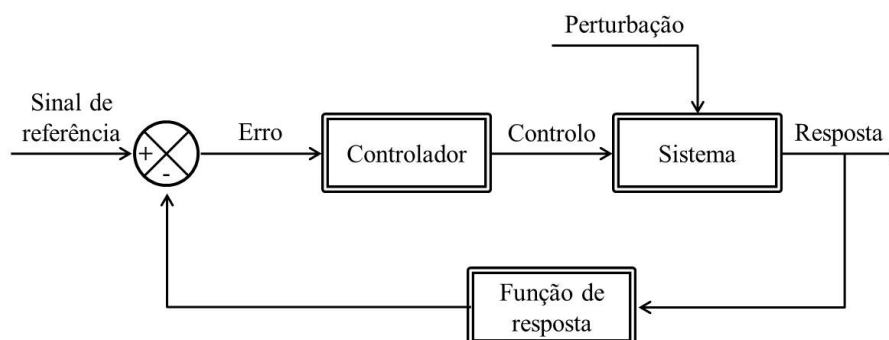 Perturbação
Sinal de
referência
Erro
Controlador
Controlo
Sistema
Resposta
+
-
Função de
resposta